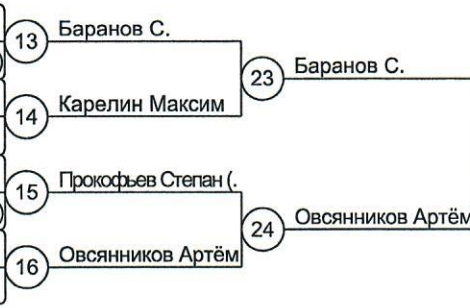 13 Баранов С.
23 Баранов С.
14 Карелин Максим
15 Прокофьев Степан (.
24 Овсянников Артём
16 Овсянников Артём